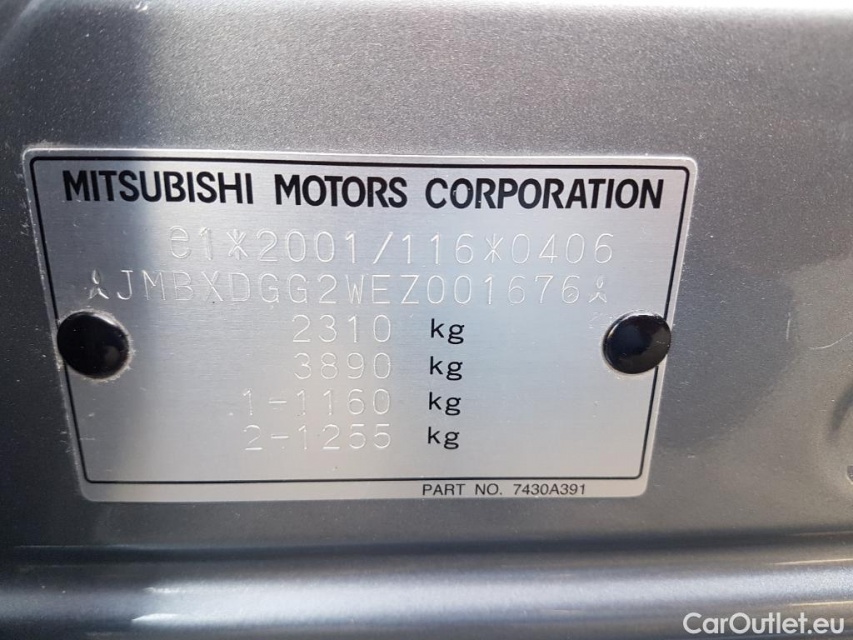 MITSUBISHI MOTORS CORPORATION
e1*2001/116*0406
JMBXDGG2WEZ001676
2310 kg
3890 kg
1-1160 kg
2-1255 kg
PART NO. 7430A391
CarOutlet.eu